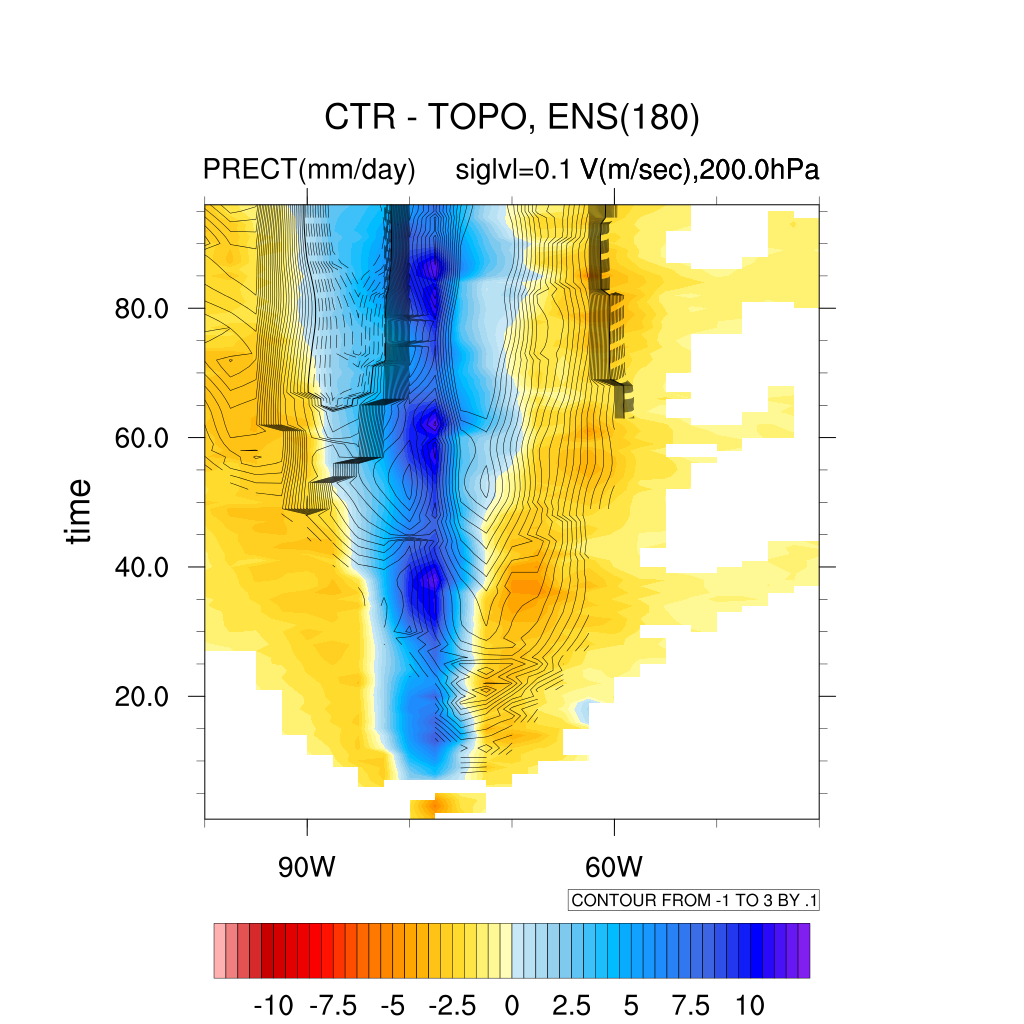 CTR - TOPO, ENS(180)
PRECT(mm/day) siglvl=0.1 V(m/sec),200.0hPa
80.0
60.0
40.0
20.0
time
90W 60W
CONTOUR FROM -1 TO 3 BY .1
-10 -7.5 -5 -2.5 0 2.5 5 7.5 10